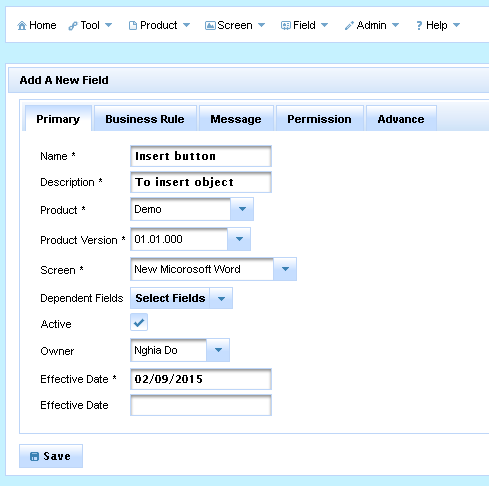 Home Tool Product Screen Field Admin ? Help
Add A New Field
Primary Business Rule Message Permission Advance
Name * Insert button
Description * To insert object
Product * Demo
Product Version * 01.01.000
Screen * New Micorosoft Word
Dependent Fields Select Fields
Active
Owner Nghia Do
Effective Date * 02/09/2015
Effective Date
Save